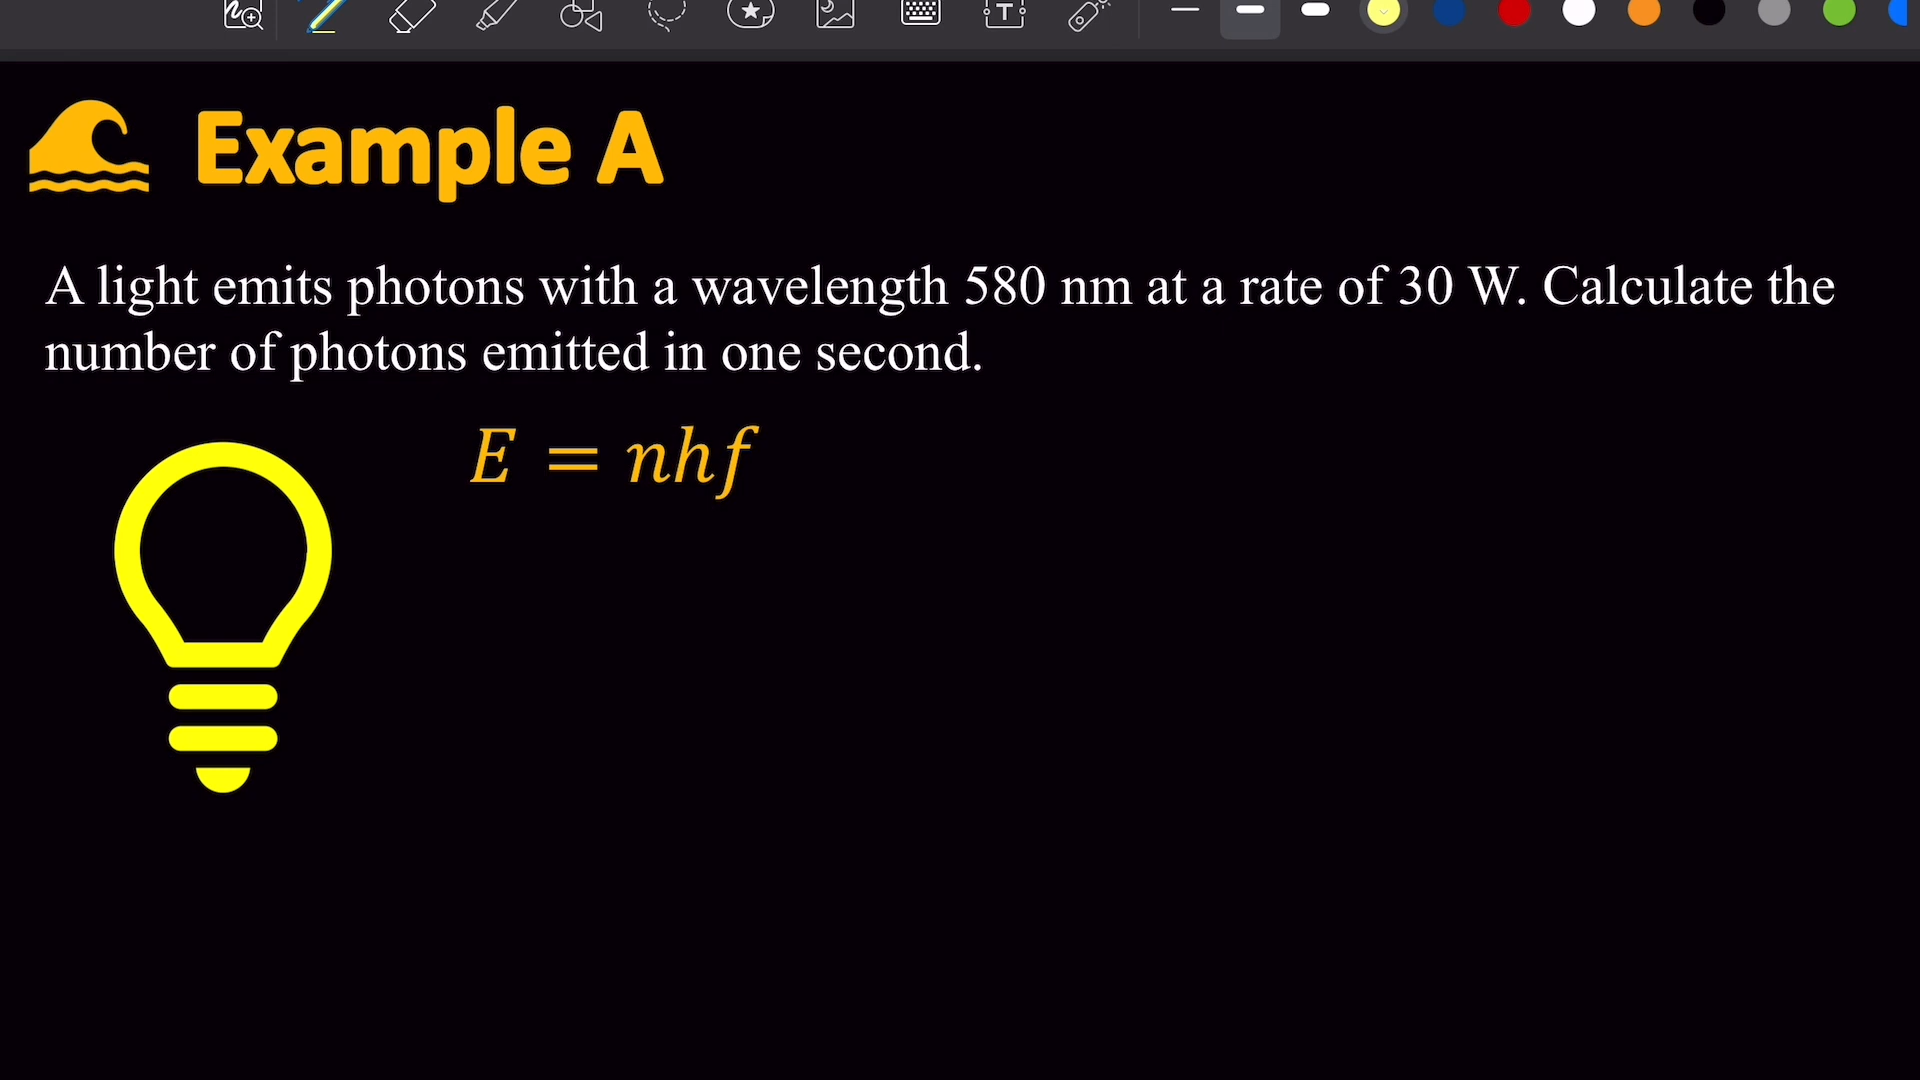 Example A
A light emits photons with a wavelength 580 nm at a rate of 30 W. Calculate the
number of photons emitted in one second.
E = nhf